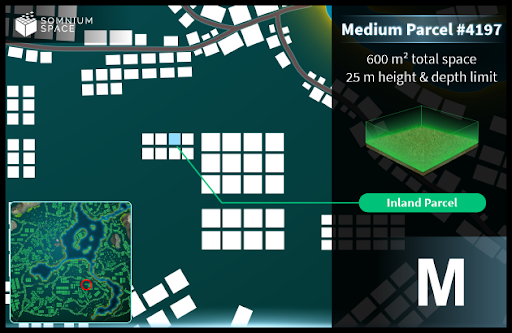 SOMNIUM
SPACE
Medium Parcel #4197
600 m² total space
25 m height & depth limit
Inland Parcel
M